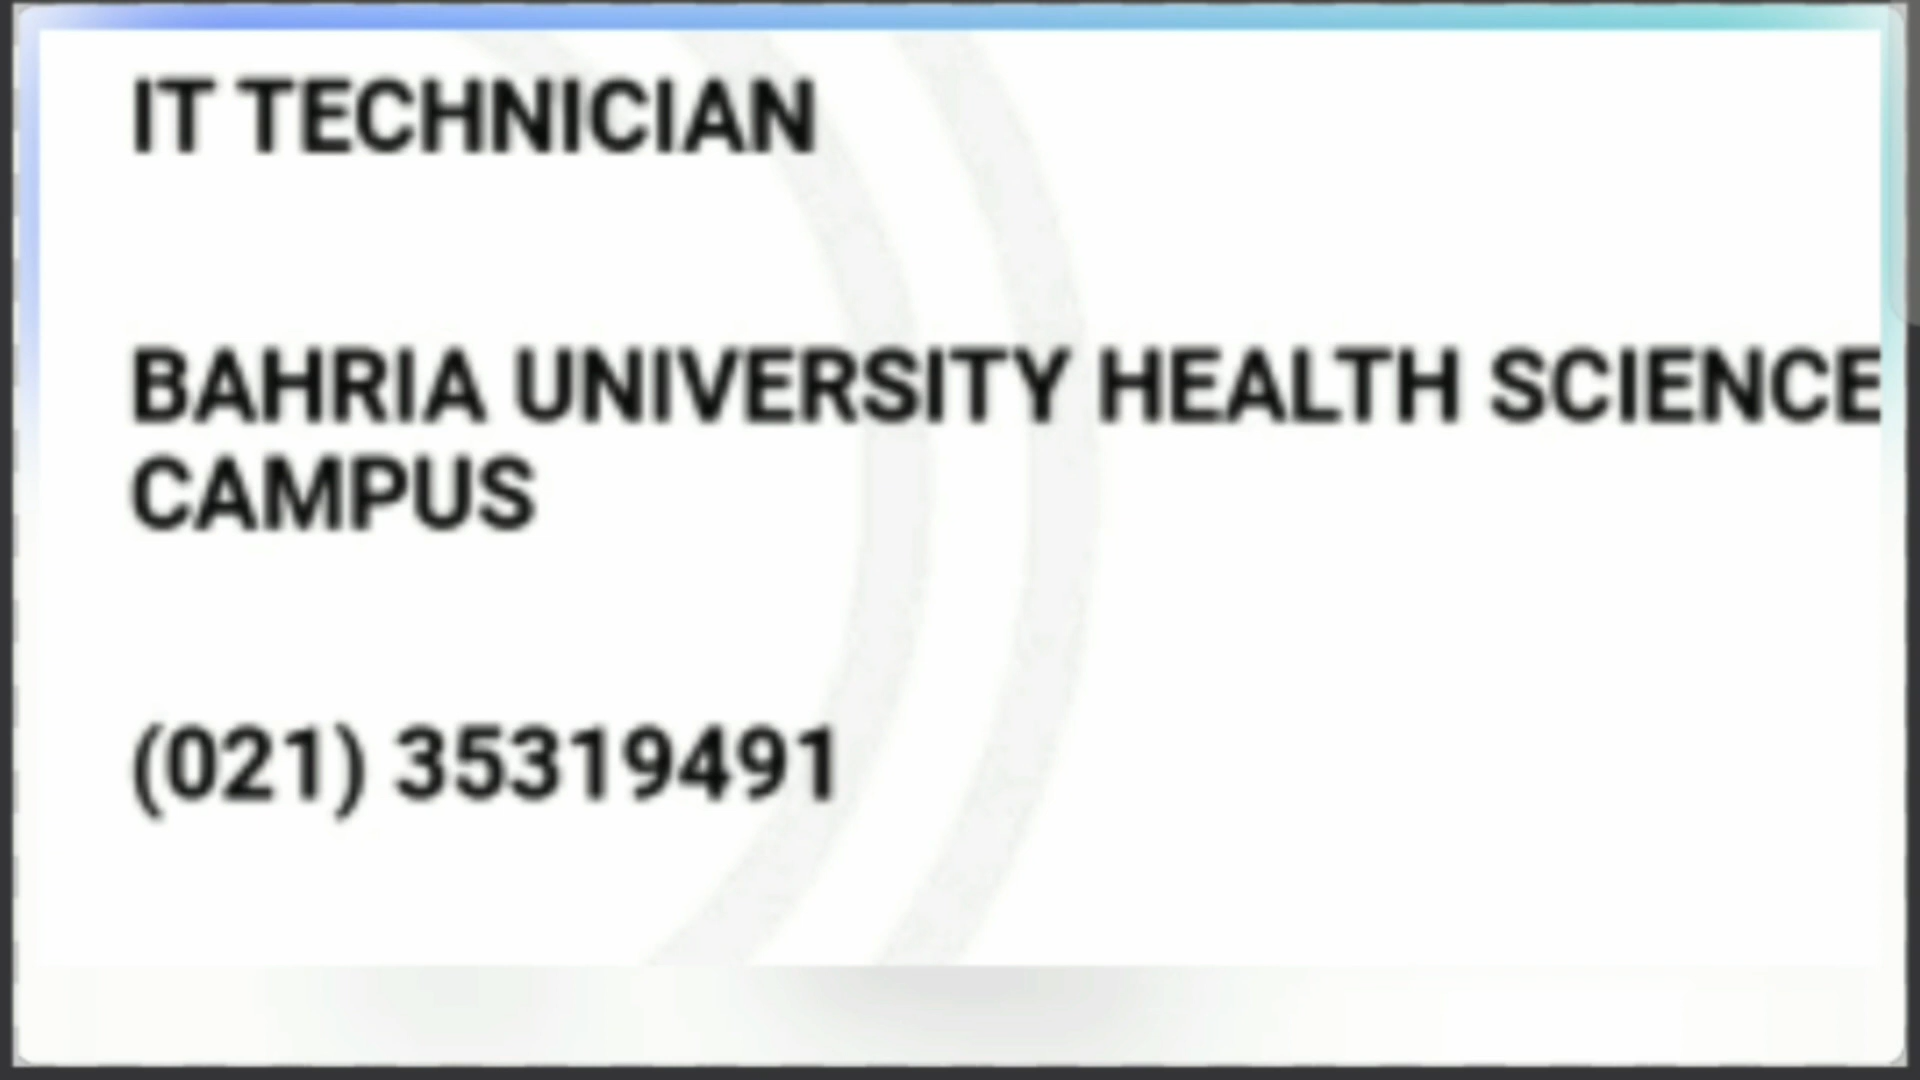 IT TECHNICIAN
BAHRIA UNIVERSITY HEALTH SCIENCE
CAMPUS
(021) 35319491